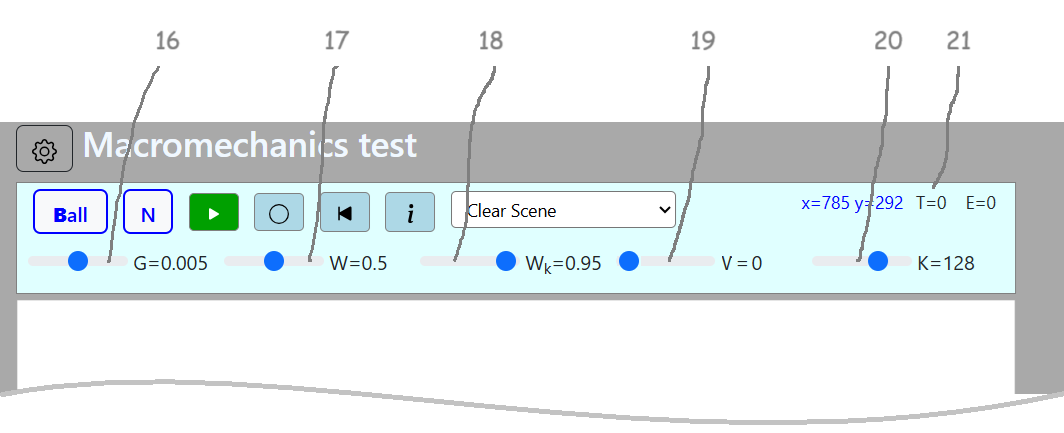 16 17 18 19 20 21
Macromechanics test
Ball N i Clear Scene x=785 y=292 T=0 E=0
G=0.005 W=0.5 Wk=0.95 V = 0 K=128